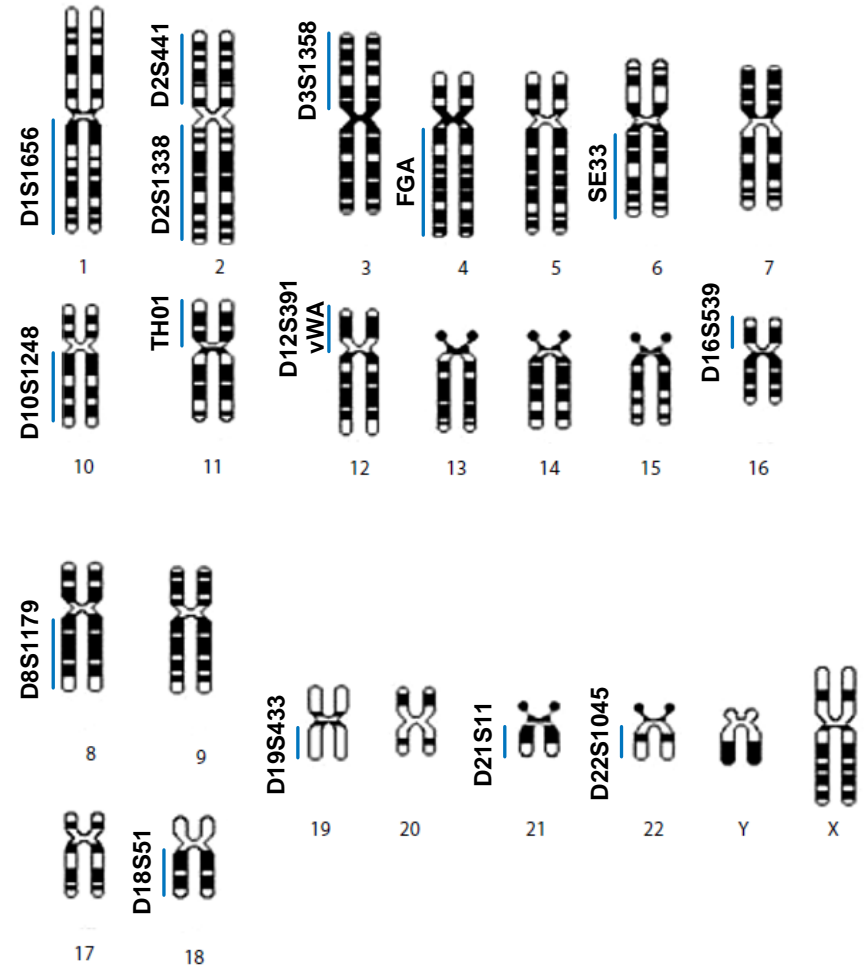 D1S1656
D2S441
D2S1338
D3S1358
FGA
SE33
1
2
3
4
5
6
7
D10S1248
TH01
D12S391
vWA
D16S539
10
11
12
13
14
15
16
D8S1179
8
9
D19S433
D21S11
D22S1045
19
20
21
22
Y
X
D18S51
17
18